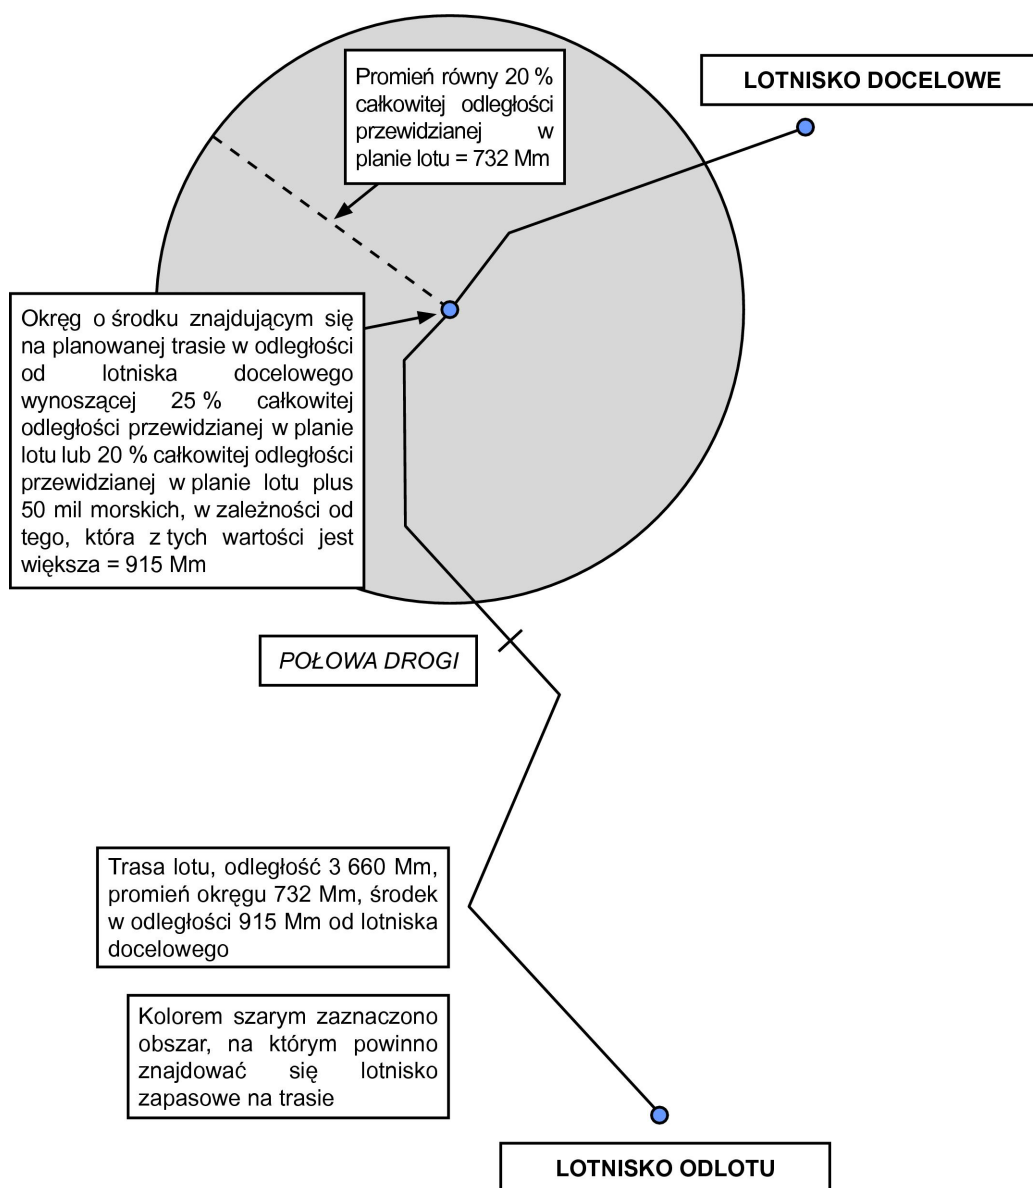 Promień równy 20 %
całkowitej odległości
przewidzianej w
planie lotu = 732 Mm
LOTNISKO DOCELOWE
Okręg o środku znajdującym się
na planowanej trasie w odległości
od lotniska docelowego
wynoszącej 25 % całkowitej
odległości przewidzianej w planie
lotu lub 20 % całkowitej odległości
przewidzianej w planie lotu plus
50 mil morskich, w zależności od
tego, która z tych wartości jest
większa = 915 Mm
POŁOWA DROGI
Trasa lotu, odległość 3 660 Mm,
promień okręgu 732 Mm, środek
w odległości 915 Mm od lotniska
docelowego
Kolorem szarym zaznaczono
obszar, na którym powinno
znajdować się lotnisko
zapasowe na trasie
LOTNISKO ODLOTU